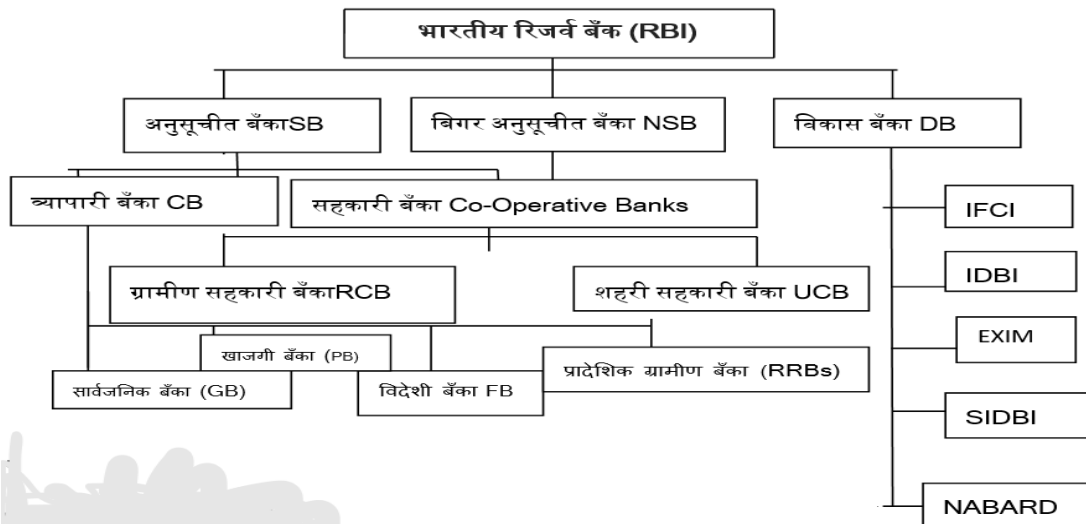 भारतीय रिजर्व बँक (RBI)
अनुसूचीत बँकाSB
बिगर अनुसूचीत बँका NSB
विकास बँका DB
व्यापारी बँका CB
सहकारी बँका Co-Operative Banks
IFCI
ग्रामीण सहकारी बँकाRCB
शहरी सहकारी बँका UCB
IDBI
खाजगी बँका (PB)
EXIM
सार्वजनिक बँका (GB)
विदेशी बँका FB
प्रादेशिक ग्रामीण बँका (RRBs)
SIDBI
NABARD